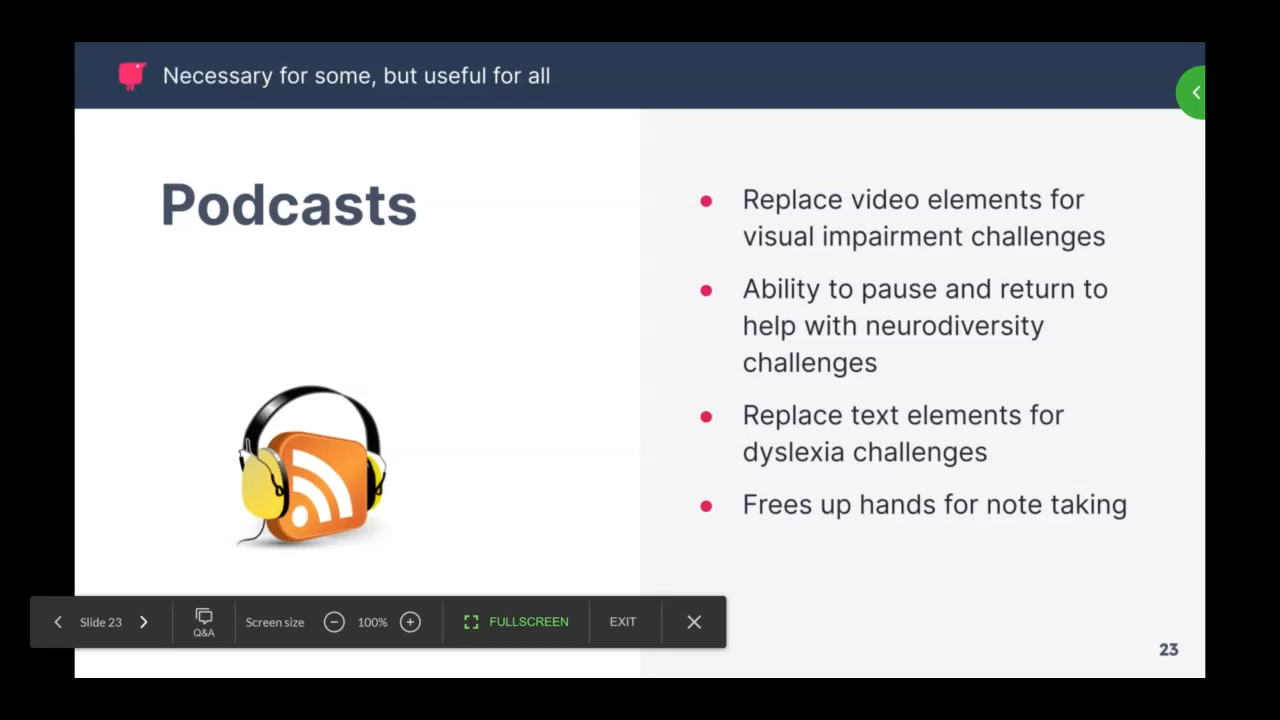 Necessary for some, but useful for all
Podcasts
Replace video elements for
visual impairment challenges
Ability to pause and return to
help with neurodiversity
challenges
Replace text elements for
dyslexia challenges
Frees up hands for note taking
Slide 23
Q&A
Screen size
100%
FULLSCREEN
EXIT
23